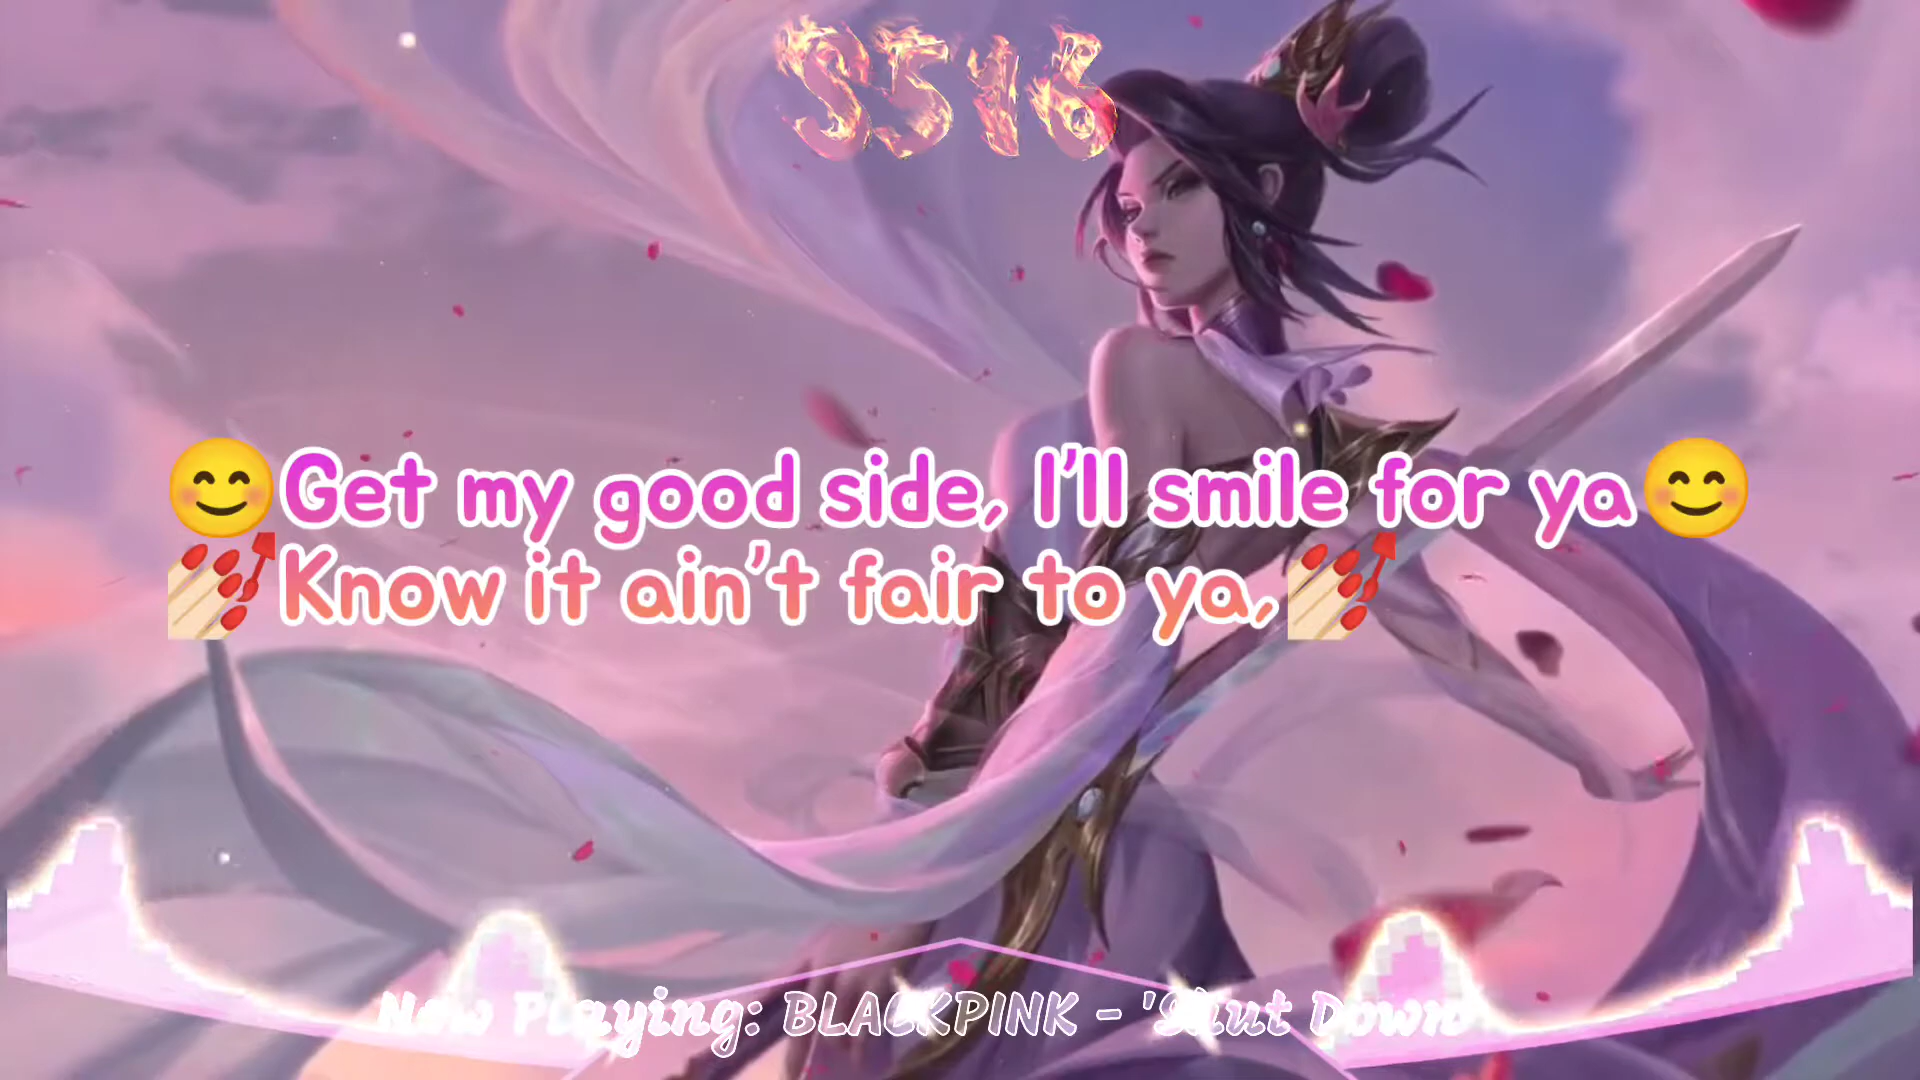 S516
😊Get my good side, I’ll smile for ya😊
💅Know it ain’t fair to ya,💅
Now Playing: BLACKPINK - 'Shut Down'